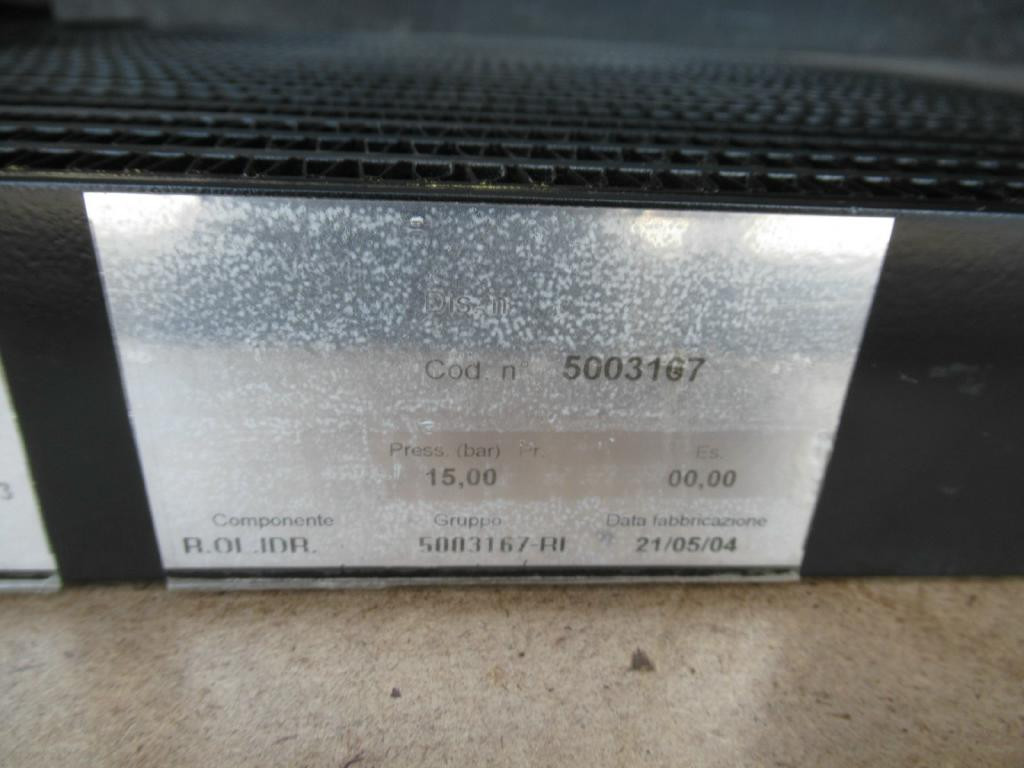 Dis. n°
Cod. n° 5003167
Press. (bar) Pr. Es.
15,00 00,00
Componente Gruppo Data fabbricazione
R.OL.IDR. 5003167-RI 21/05/04
3